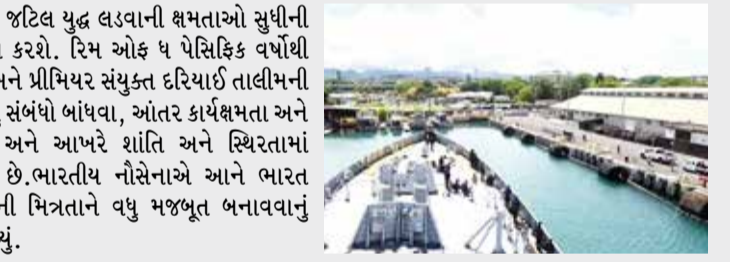 જટિલ યુદ્ધ લડવાની ક્ષમતાઓ સુધીની
કરશે. રિમ ઓફ ધ પેસિફિક વર્ષોથી
અને પ્રીમિયર સંયુક્ત દરિયાઈ તાલીમની
સંબંધો બાંધવા, આંતર કાર્યક્ષમતા અને
અને આખરે શાંતિ અને સ્થિરતામાં
છે.ભારતીય નૌસેનાએ આને ભારત
ની મિત્રતાને વધુ મજબૂત બનાવવાનું